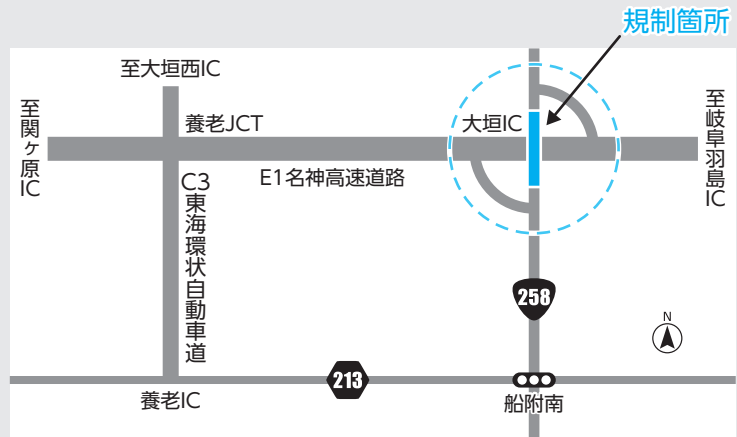 規制箇所
至大垣西IC
至関ヶ原IC
養老JCT
大垣IC
至岐阜羽島IC
E1名神高速道路
C3東海環状自動車道
258
N
213
養老IC
船附南